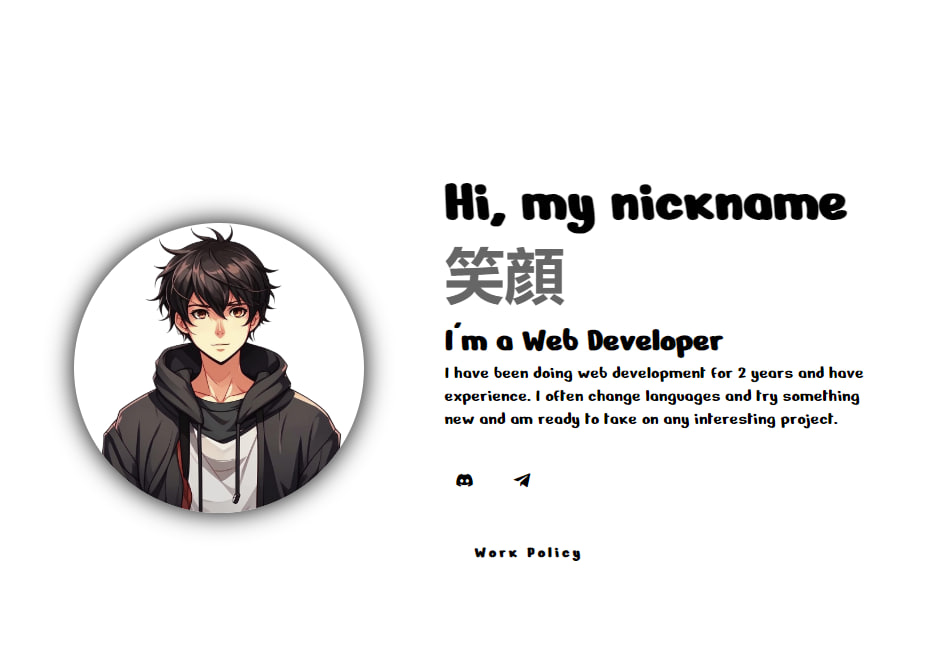 Hi, my nickname
笑顔
I'm a Web Developer
I have been doing web development for 2 years and have
experience. I often change languages and try something
new and am ready to take on any interesting project.
Work Policy